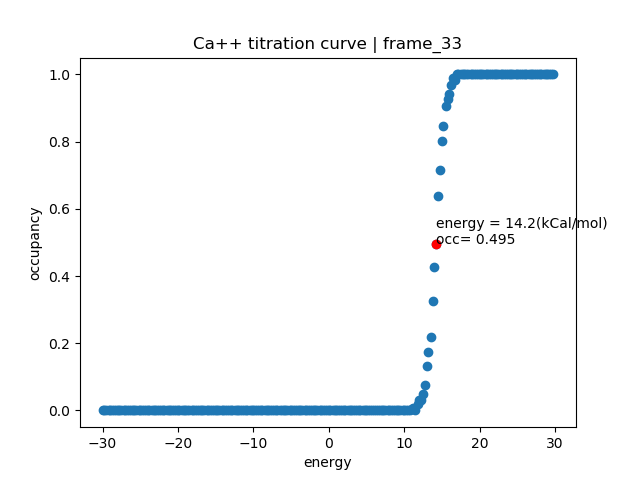 Ca++ titration curve | frame_33
1.0
0.8
0.6
0.4
0.2
0.0
occupancy
energy = 14.2(kCal/mol)
occ= 0.495
−30
−20
−10
0
10
20
30
energy